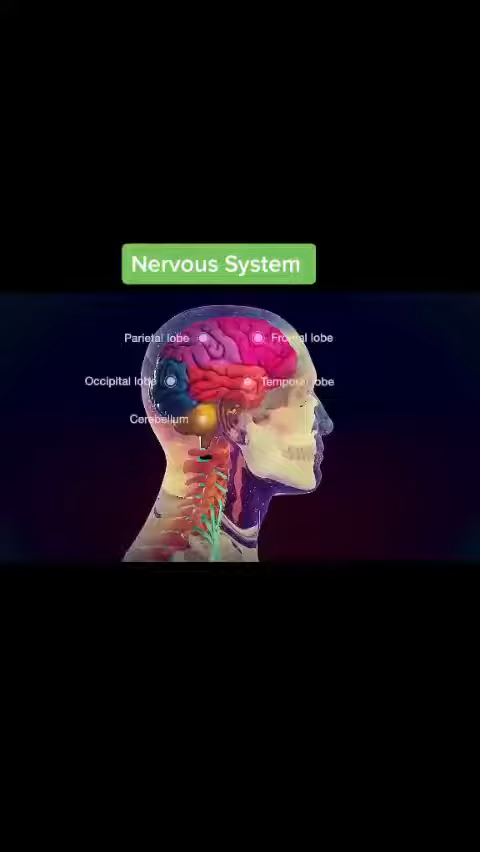 Nervous System
Parietal lobe
Frontal lobe
Occipital lobe
Temporal lobe
Cerebellum